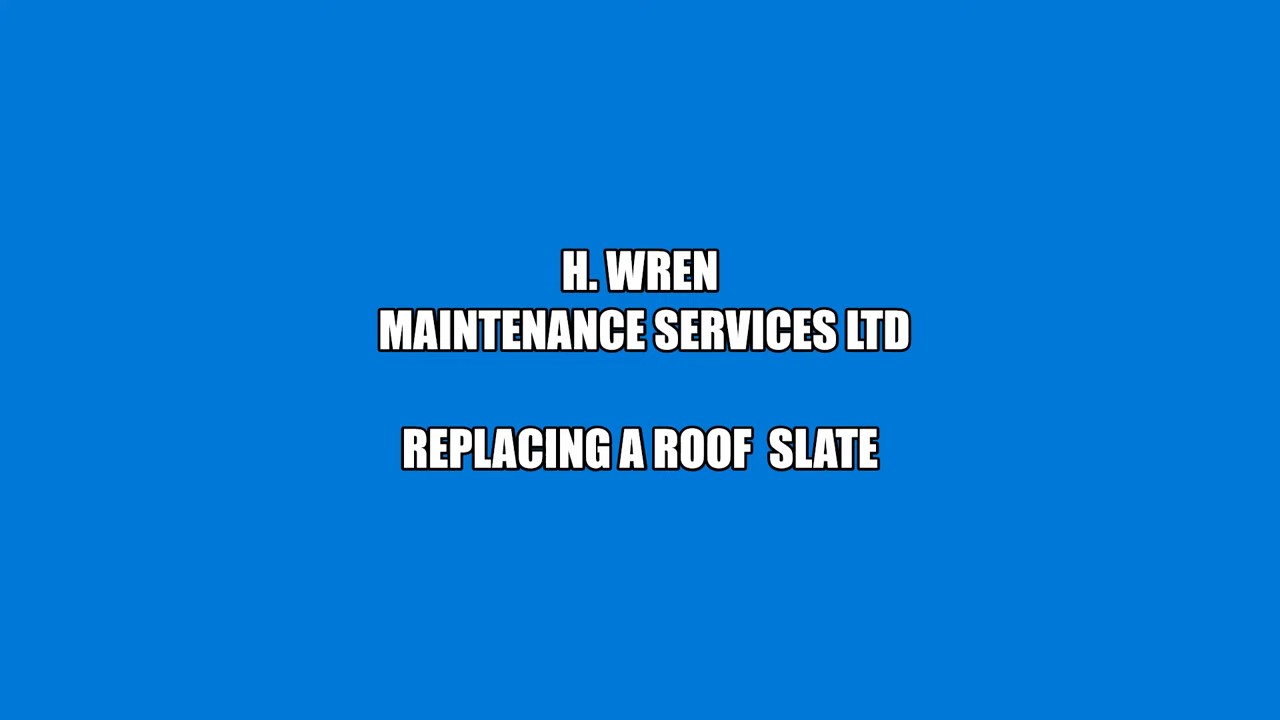 H. WREN
MAINTENANCE SERVICES LTD
REPLACING A ROOF SLATE